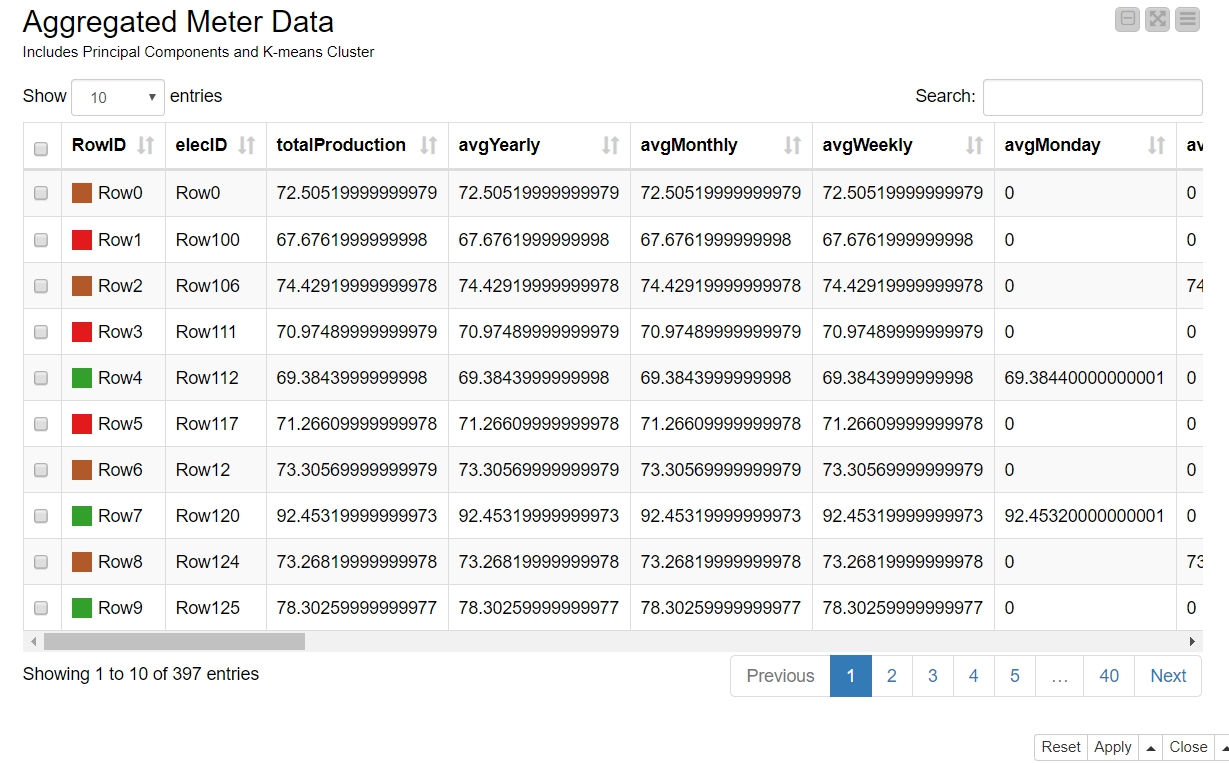 Aggregated Meter Data
Includes Principal Components and K-means Cluster
Show 10 entries Search:
RowID elecID totalProduction avgYearly avgMonthly avgWeekly avgMonday av
Row0 Row0 72.50519999999979 72.50519999999979 72.50519999999979 72.50519999999979 0 0
Row1 Row100 67.6761999999998 67.6761999999998 67.6761999999998 67.6761999999998 0 0
Row2 Row106 74.42919999999978 74.42919999999978 74.42919999999978 74.42919999999978 0 74
Row3 Row111 70.97489999999979 70.97489999999979 70.97489999999979 70.97489999999979 0 0
Row4 Row112 69.3843999999998 69.3843999999998 69.3843999999998 69.3843999999998 69.38440000000001 0
Row5 Row117 71.26609999999978 71.26609999999978 71.26609999999978 71.26609999999978 0 0
Row6 Row12 73.30569999999979 73.30569999999979 73.30569999999979 73.30569999999979 0 0
Row7 Row120 92.45319999999973 92.45319999999973 92.45319999999973 92.45319999999973 92.45320000000001 0
Row8 Row124 73.26819999999978 73.26819999999978 73.26819999999978 73.26819999999978 0 73
Row9 Row125 78.30259999999977 78.30259999999977 78.30259999999977 78.30259999999977 0 0
Showing 1 to 10 of 397 entries Previous 1 2 3 4 5 … 40 Next
Reset Apply Close